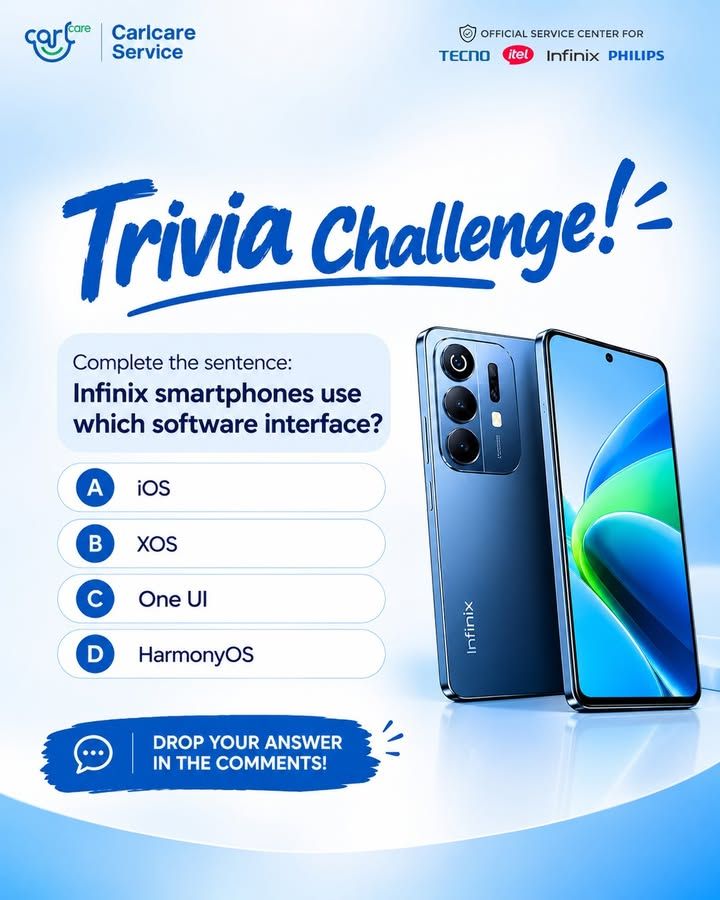 carlcare
Carlcare
Service
OFFICIAL SERVICE CENTER FOR
TECNO itel Infinix PHILIPS
Trivia Challenge!
Complete the sentence:
Infinix smartphones use
which software interface?
A iOS
B XOS
C One UI
D HarmonyOS
Infinix
DROP YOUR ANSWER
IN THE COMMENTS!